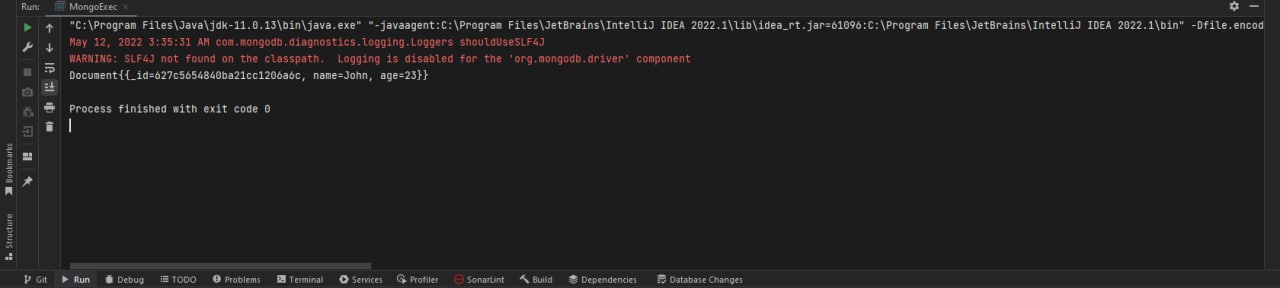 Run: MongoExec
"C:\Program Files\Java\jdk-11.0.13\bin\java.exe" "-javaagent:C:\Program Files\JetBrains\IntelliJ IDEA 2022.1\lib\idea_rt.jar=61096:C:\Program Files\JetBrains\IntelliJ IDEA 2022.1\bin" -Dfile.encod
May 12, 2022 3:35:31 AM com.mongodb.diagnostics.logging.Loggers shouldUseSLF4J
WARNING: SLF4J not found on the classpath.  Logging is disabled for the 'org.mongodb.driver' component
Document{{_id=627c5654840ba21cc1206a6c, name=John, age=23}}
Process finished with exit code 0
Bookmarks
Structure
Git Run Debug TODO Problems Terminal Services Profiler SonarLint Build Dependencies Database Changes